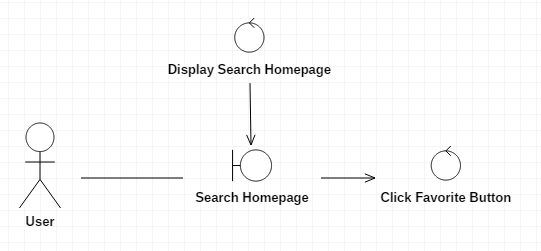 Display Search Homepage
User
Search Homepage
Click Favorite Button